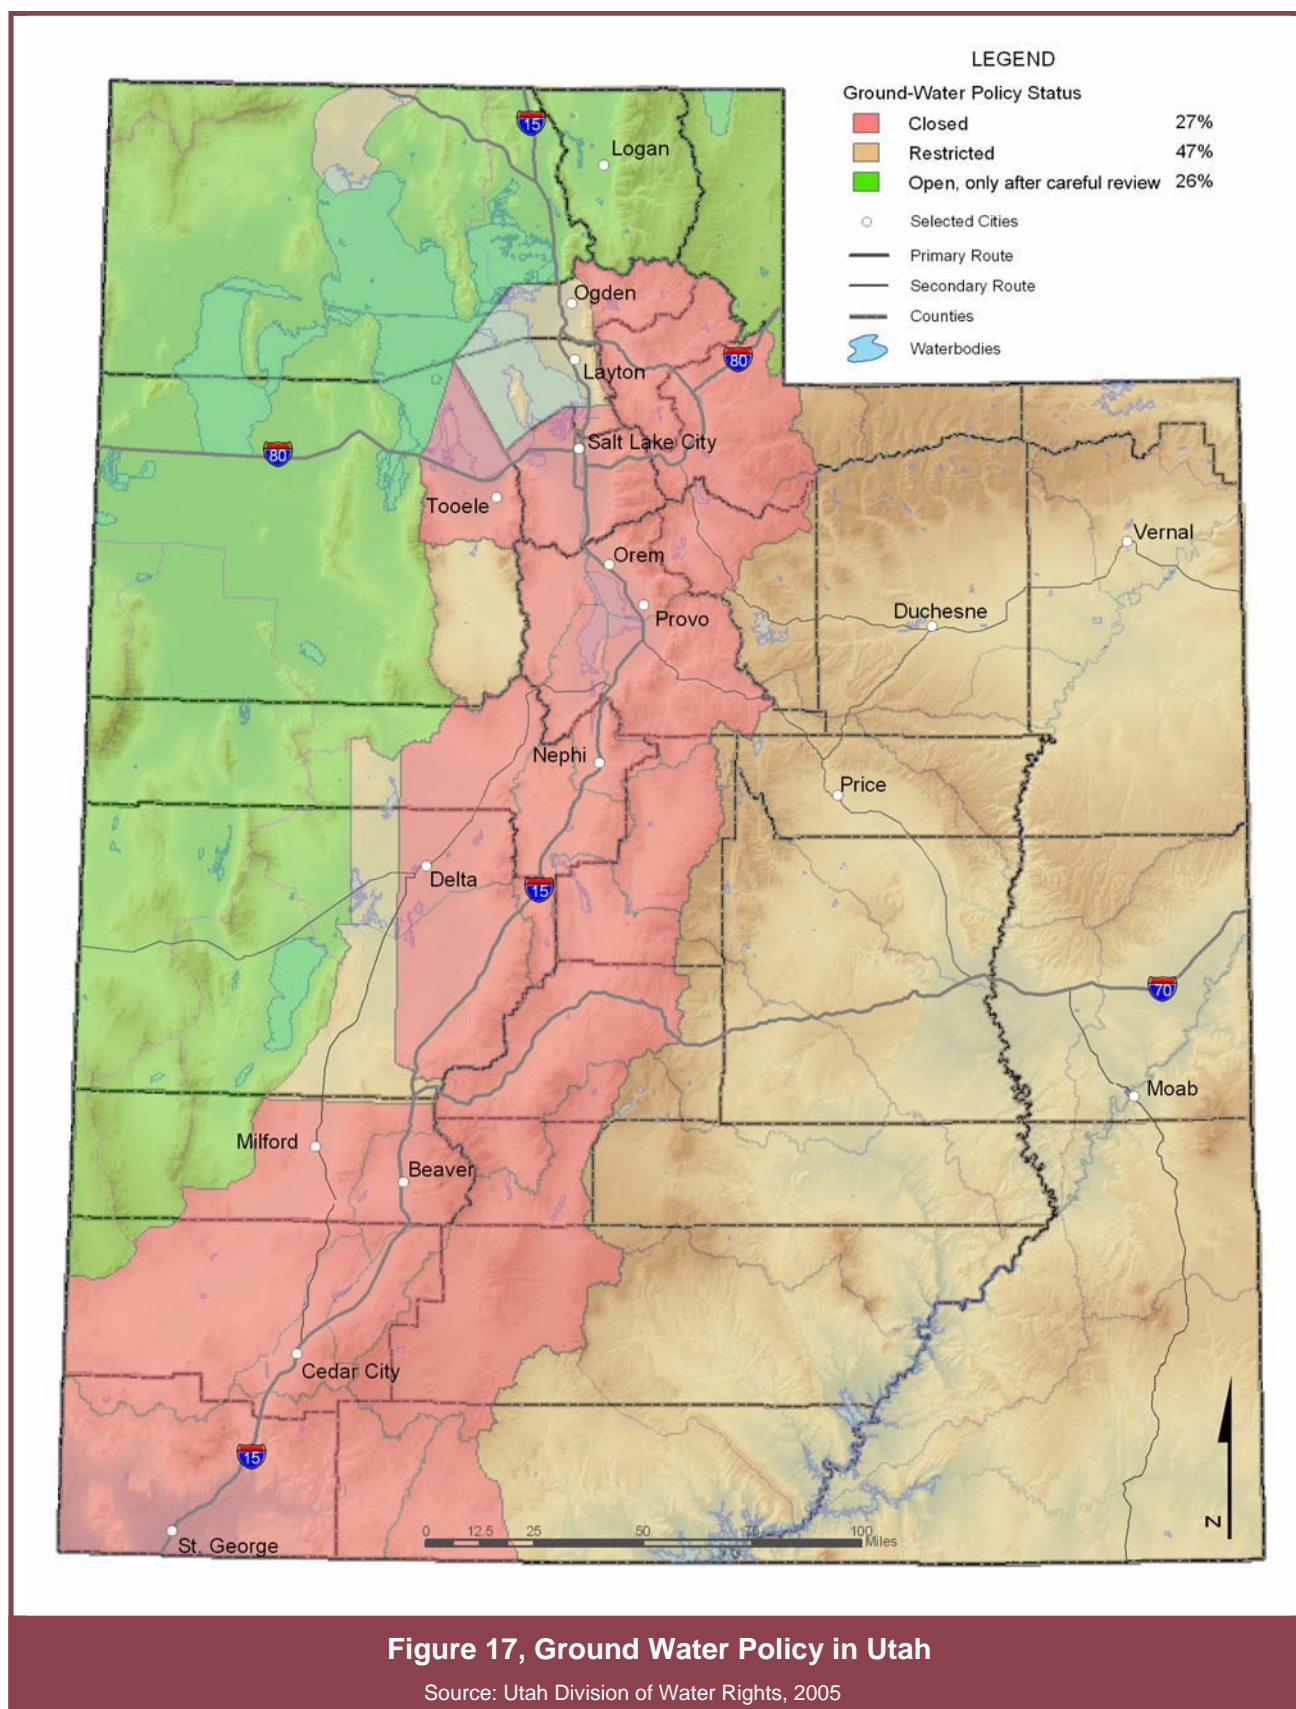 LEGEND
Ground-Water Policy Status
Closed 27%
Restricted 47%
Open, only after careful review 26%
Selected Cities
Primary Route
Secondary Route
Counties
Waterbodies
15
Logan
Ogden
80
Layton
Salt Lake City
80
Tooele
Vernal
Orem
Duchesne
Provo
Nephi
Price
Delta
15
70
Moab
Milford
Beaver
Cedar City
15
St. George
0 12.5 25 50 75 100
Miles
N
Figure 17, Ground Water Policy in Utah
Source: Utah Division of Water Rights, 2005